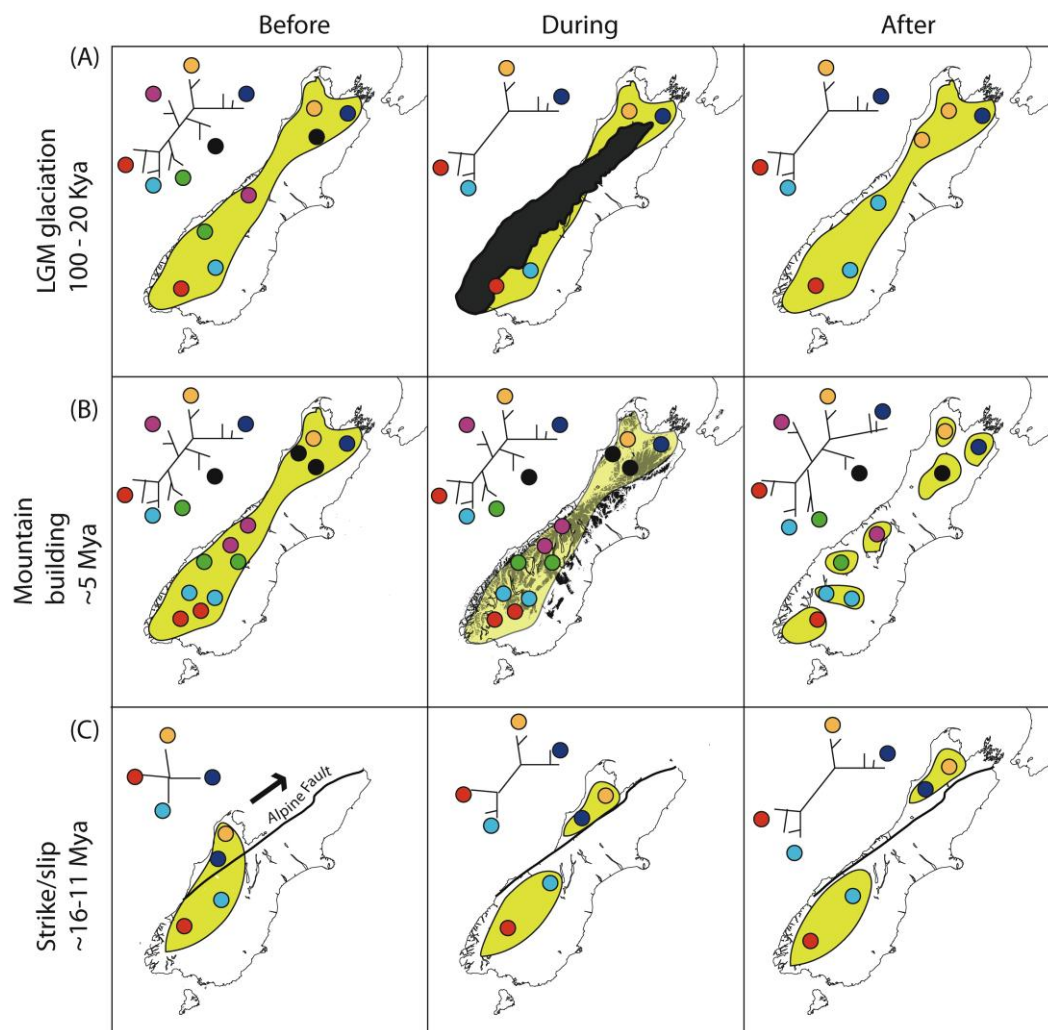 Before
During
After
(A)
LGM glaciation
100 - 20 Kya
(B)
Mountain
building
~5 Mya
(C)
Strike/slip
~16-11 Mya
Alpine Fault